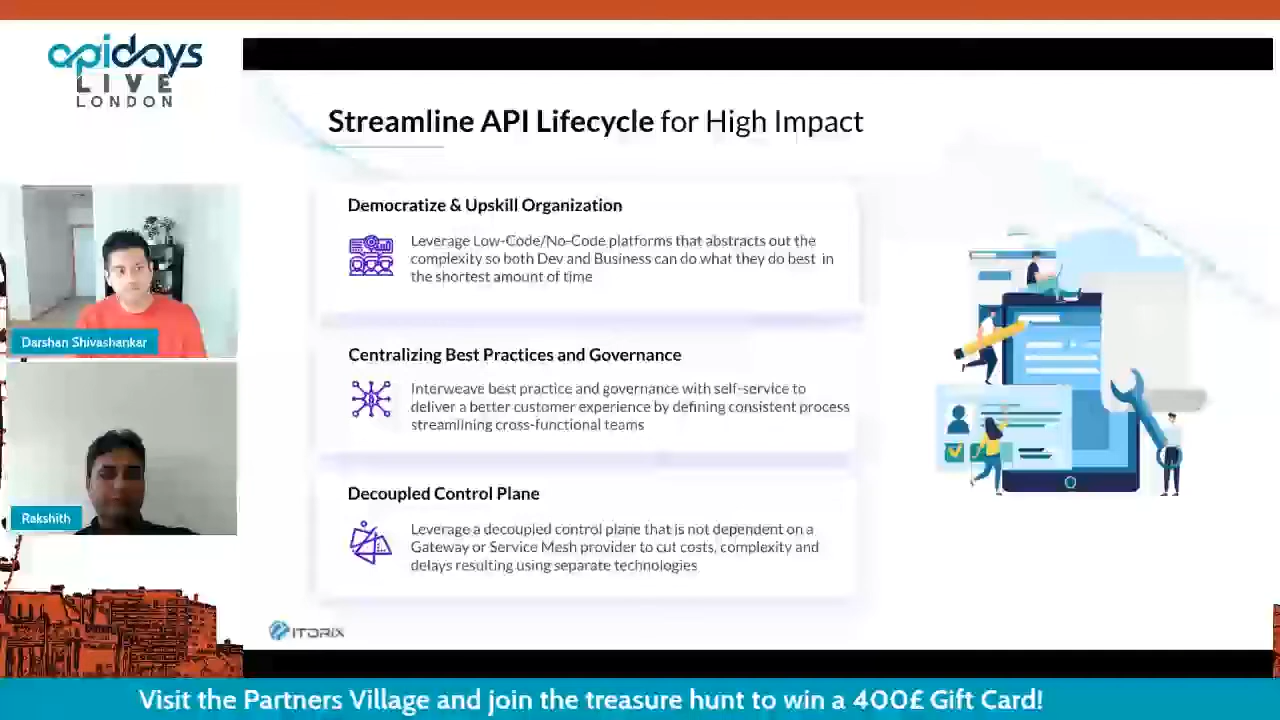 apidays
LIVE
LONDON
Streamline API Lifecycle for High Impact
Democratize & Upskill Organization
Leverage Low-Code/No-Code platforms that abstracts out the
complexity so both Dev and Business can do what they do best in
the shortest amount of time
Centralizing Best Practices and Governance
Interweave best practice and governance with self-service to
deliver a better customer experience by defining consistent process
streamlining cross-functional teams
Decoupled Control Plane
Leverage a decoupled control plane that is not dependent on a
Gateway or Service Mesh provider to cut costs, complexity and
delays resulting using separate technologies
Darshan Shivashankar
Rakshith
ITORIX
Visit the Partners Village and join the treasure hunt to win a 400£ Gift Card!